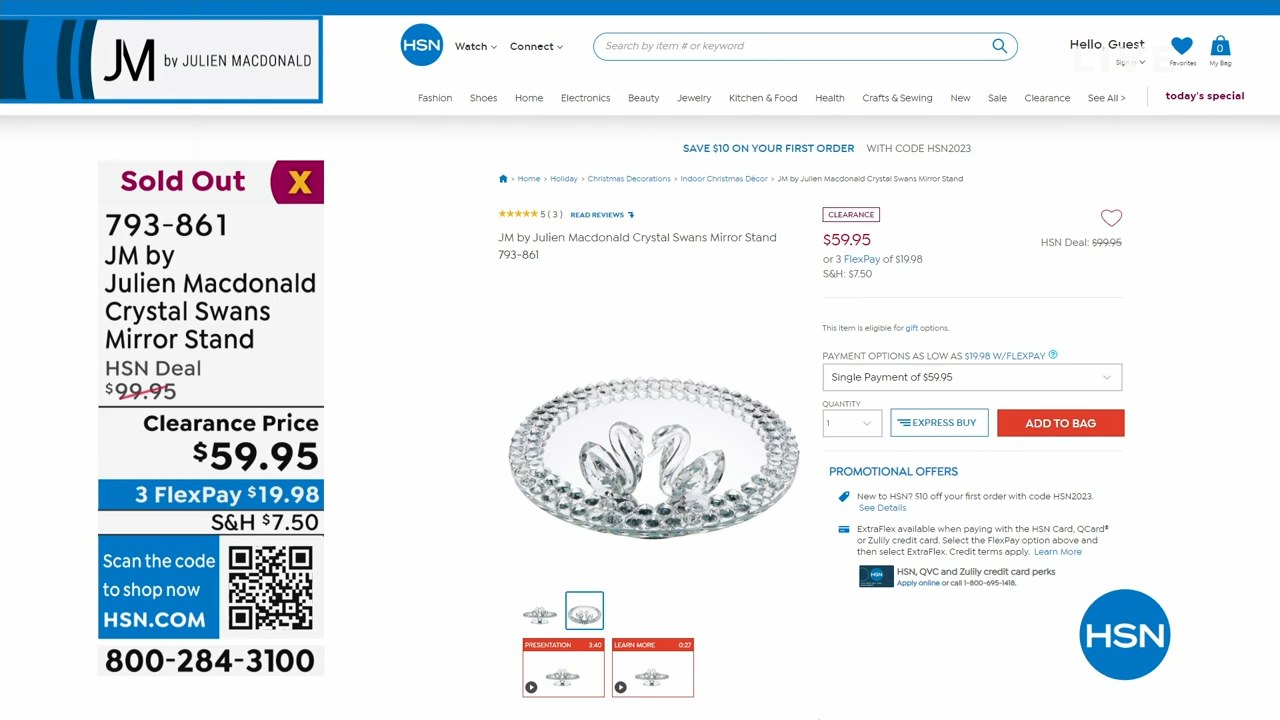 JM by JULIEN MACDONALD
HSN
Watch
Connect
Search by item # or keyword
Hello, Guest
Sign in
Favorites
0
My Bag
LIVE
Fashion Shoes Home Electronics Beauty Jewelry Kitchen & Food Health Crafts & Sewing New Sale Clearance See All > today's special
SAVE $10 ON YOUR FIRST ORDER WITH CODE HSN2023
> Home > Holiday > Christmas Decorations > Indoor Christmas Décor > JM by Julien Macdonald Crystal Swans Mirror Stand
Sold Out X
793-861
JM by
Julien Macdonald
Crystal Swans
Mirror Stand
HSN Deal
$99.95
Clearance Price
$59.95
3 FlexPay $19.98
S&H $7.50
Scan the code
to shop now
HSN.COM
800-284-3100
5 ( 3 ) READ REVIEWS
JM by Julien Macdonald Crystal Swans Mirror Stand
793-861
CLEARANCE
$59.95
HSN Deal: $99.95
or 3 FlexPay of $19.98
S&H: $7.50
This item is eligible for gift options.
PAYMENT OPTIONS AS LOW AS $19.98 W/FLEXPAY ?
Single Payment of $59.95
QUANTITY
1
EXPRESS BUY
ADD TO BAG
PROMOTIONAL OFFERS
New to HSN? $10 off your first order with code HSN2023.
See Details
ExtraFlex available when paying with the HSN Card, QCard®
or Zulily credit card. Select the FlexPay option above and
then select ExtraFlex. Credit terms apply. Learn More
HSN
HSN, QVC and Zulily credit card perks
Apply online or call 1-800-695-1418.
PRESENTATION 3:40
LEARN MORE 0:27
HSN